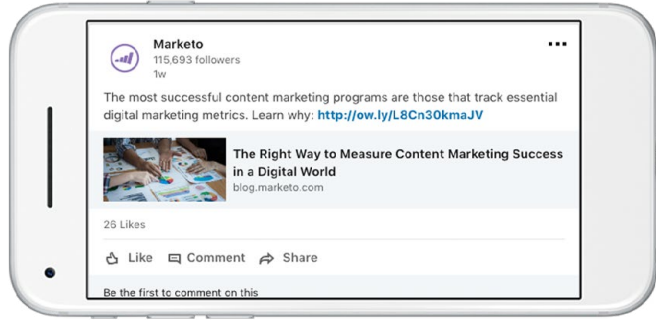 Marketo
115,693 followers
1w
The most successful content marketing programs are those that track essential
digital marketing metrics. Learn why: http://ow.ly/L8Cn30kmaJV
The Right Way to Measure Content Marketing Success
in a Digital World
blog.marketo.com
26 Likes
Like Comment Share
Be the first to comment on this